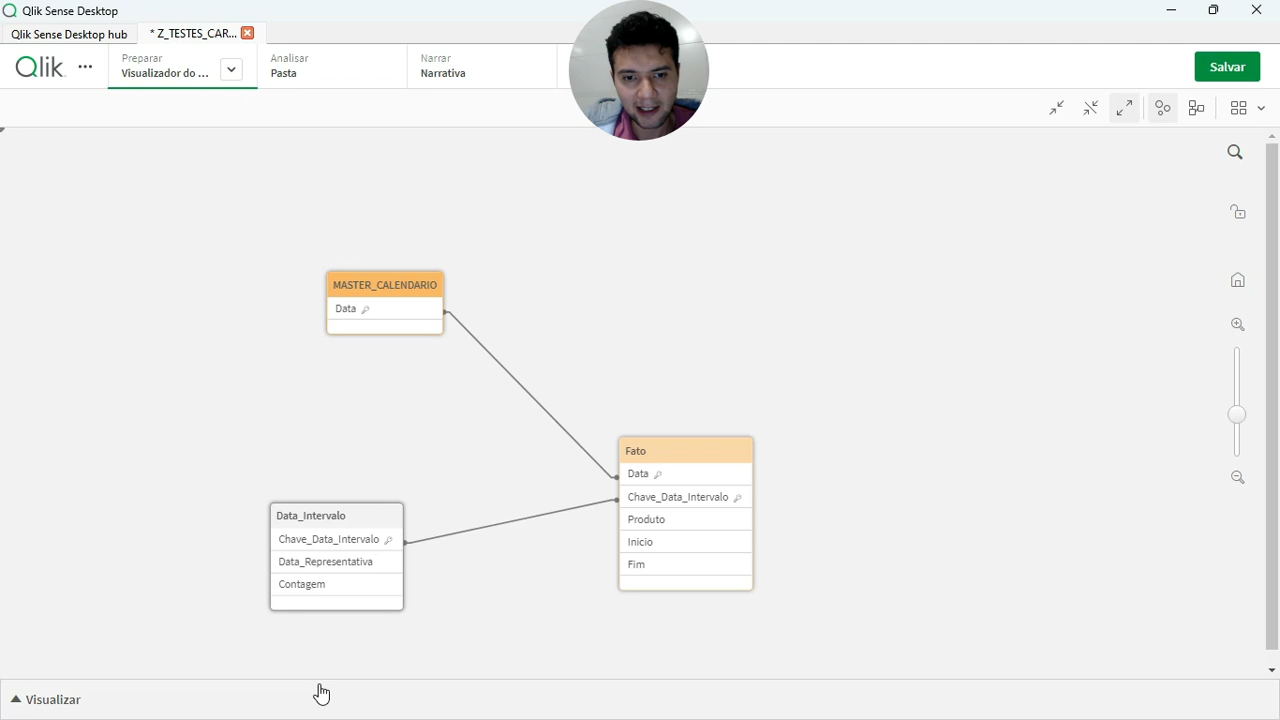 Qlik Sense Desktop
Qlik Sense Desktop hub
* Z_TESTES_CAR...
Qlik
Preparar
Visualizador do ...
Analisar
Pasta
Narrar
Narrativa
Salvar
MASTER_CALENDARIO
Data
Fato
Data
Chave_Data_Intervalo
Produto
Inicio
Fim
Data_Intervalo
Chave_Data_Intervalo
Data_Representativa
Contagem
Visualizar